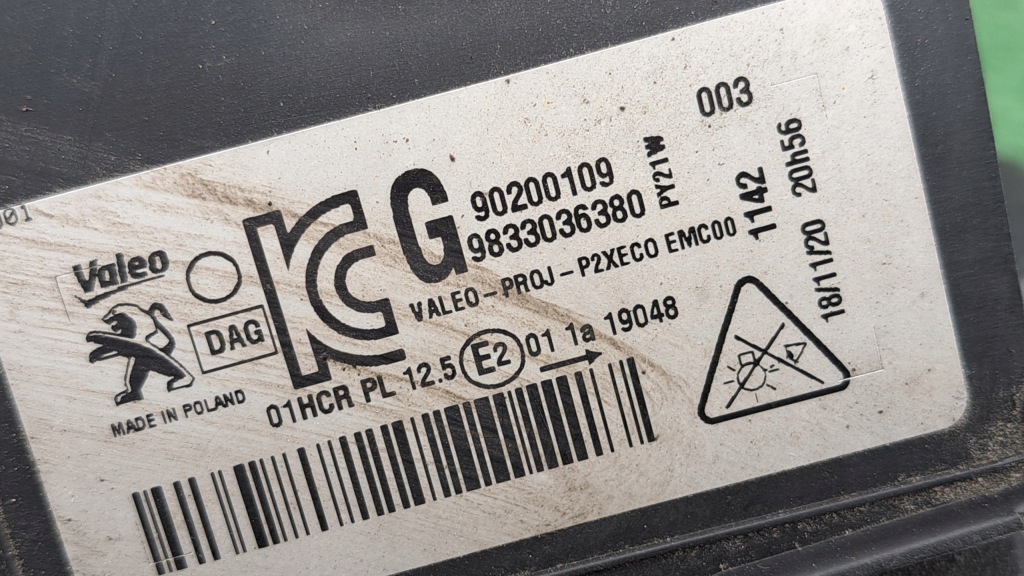 003
G 90200109
9833036380
PY21W
VALEO-PROJ-P2XECO EMC00
1142
18/11/20 20h56
Valeo
DAG
MADE IN POLAND
01HCR PL 12.5 E2 01 1a 19048